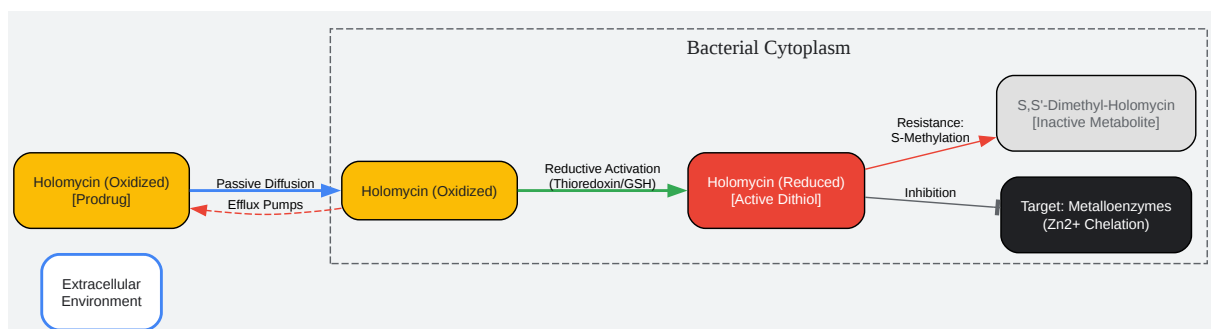 Bacterial Cytoplasm
Holomycin (Oxidized)
[Prodrug]
Passive Diffusion
Efflux Pumps
Holomycin (Oxidized)
Reductive Activation
(Thioredoxin/GSH)
Holomycin (Reduced)
[Active Dithiol]
Resistance:
S-Methylation
S,S'-Dimethyl-Holomycin
[Inactive Metabolite]
Inhibition
Target: Metalloenzymes
(Zn2+ Chelation)
Extracellular
Environment